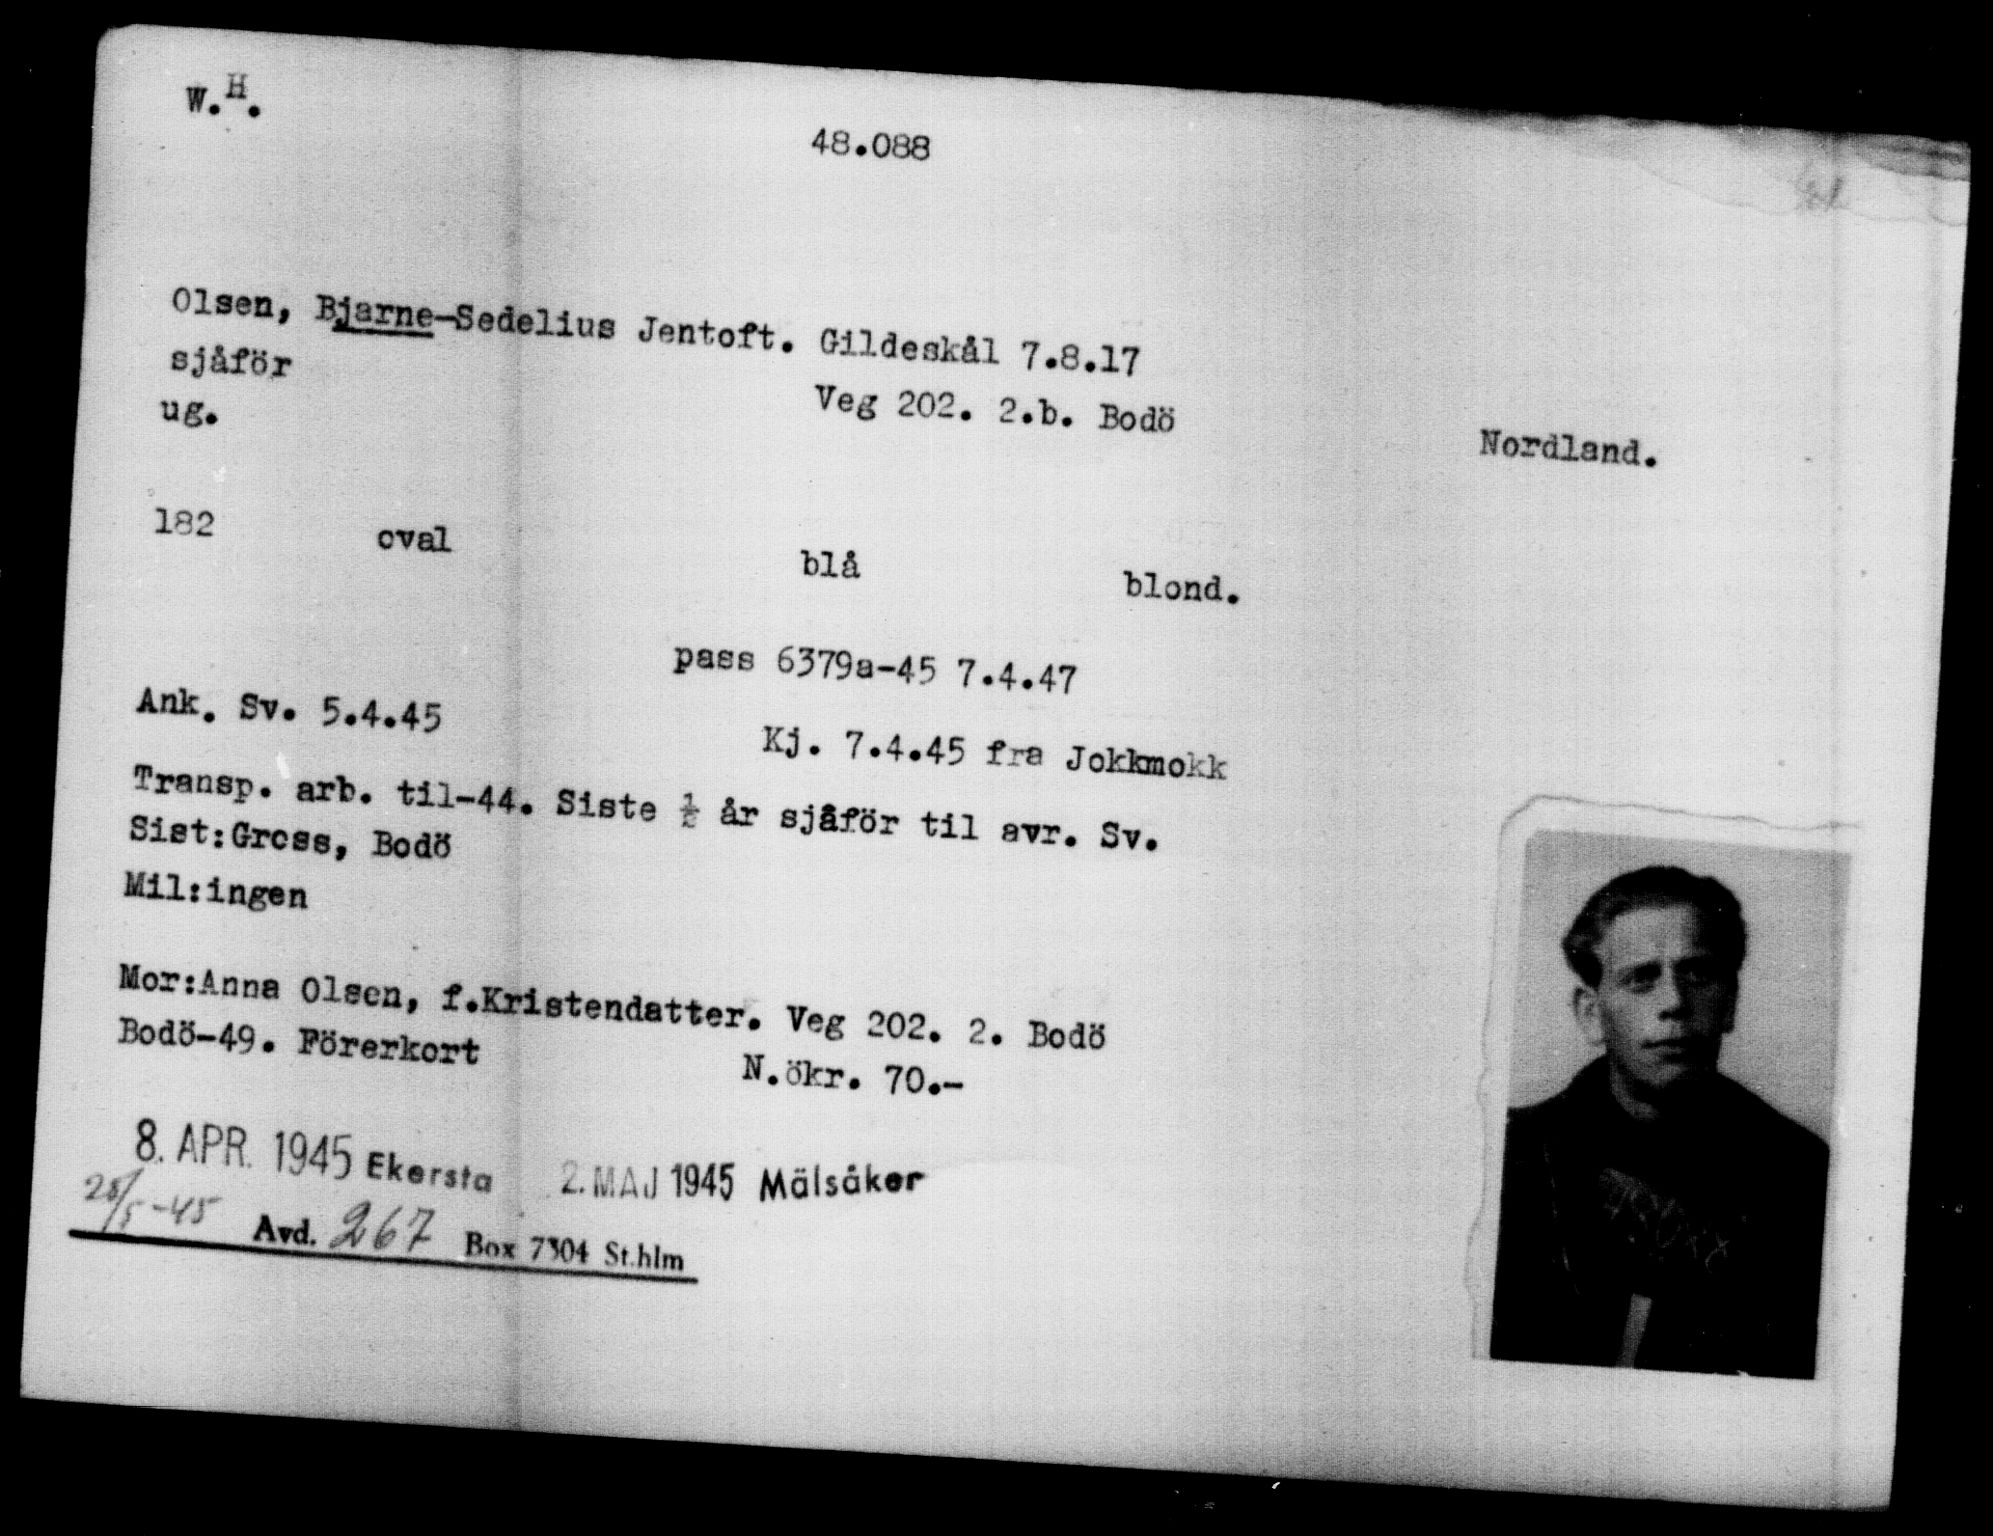 W.H.
48.088
Olsen, Bjarne-Sedelius Jentoft. Gildeskål 7.8.17
sjåför
Veg 202. 2.b. Bodö
ug.
Nordland.
182 oval blå blond.
pass 6379a-45 7.4.47
Ank. Sv. 5.4.45
Kj. 7.4.45 fra Jokkmokk
Transp. arb. til-44. Siste ½ år sjåför til avr. Sv.
Sist:Gross, Bodö
Mil:ingen
Mor:Anna Olsen, f.Kristendatter. Veg 202. 2. Bodö
Bodö-49. Förerkort
N.ökr. 70.-
8. APR. 1945 Ekersta 2. MAJ 1945 Mälsåker
28/5-45 Avd. 267 Box 7304 St.hlm